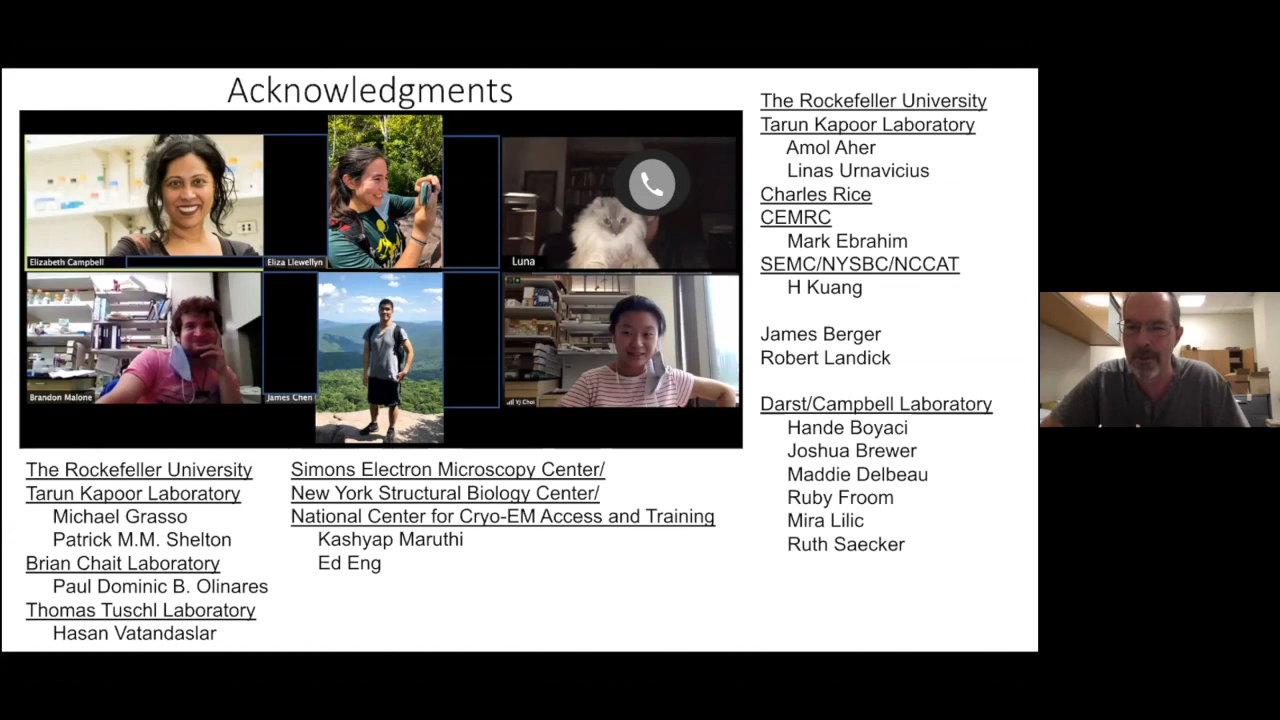 Acknowledgments
Elizabeth Campbell
Eliza Llewellyn
Luna
Brandon Malone
James Chen
YJ Choi
The Rockefeller University
Tarun Kapoor Laboratory
Michael Grasso
Patrick M.M. Shelton
Brian Chait Laboratory
Paul Dominic B. Olinares
Thomas Tuschl Laboratory
Hasan Vatandaslar
Simons Electron Microscopy Center/
New York Structural Biology Center/
National Center for Cryo-EM Access and Training
Kashyap Maruthi
Ed Eng
The Rockefeller University
Tarun Kapoor Laboratory
Amol Aher
Linas Urnavicius
Charles Rice
CEMRC
Mark Ebrahim
SEMC/NYSBC/NCCAT
H Kuang
James Berger
Robert Landick
Darst/Campbell Laboratory
Hande Boyaci
Joshua Brewer
Maddie Delbeau
Ruby Froom
Mira Lilic
Ruth Saecker